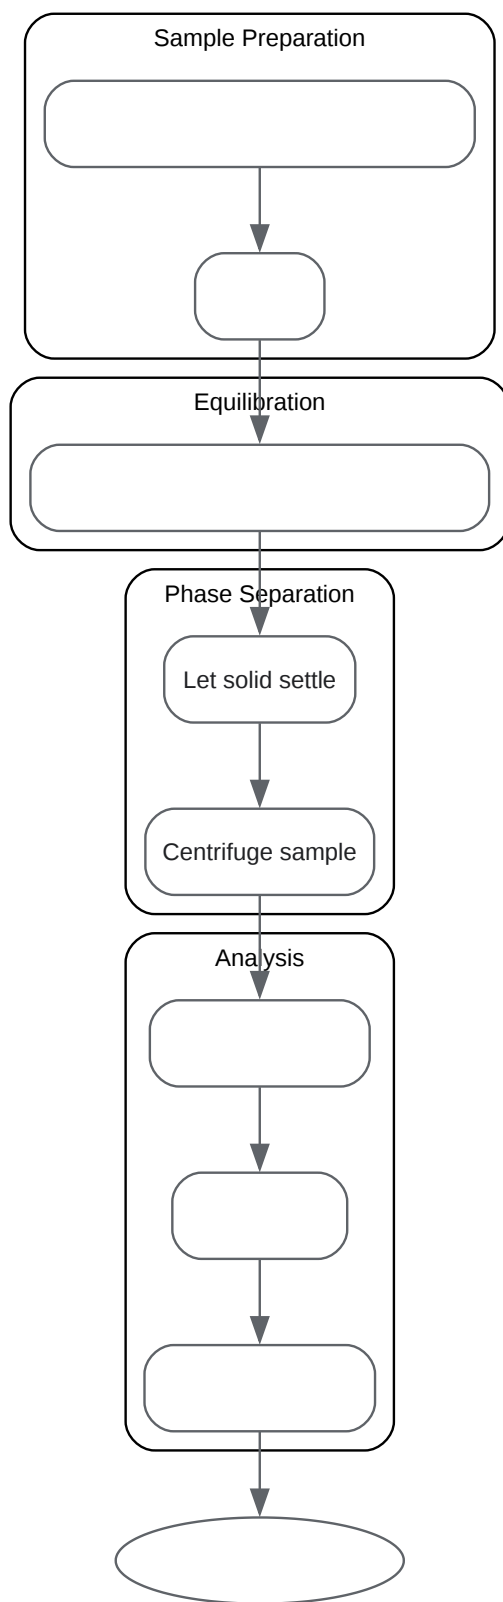 Sample Preparation
Equilibration
Phase Separation
Let solid settle
Centrifuge sample
Analysis